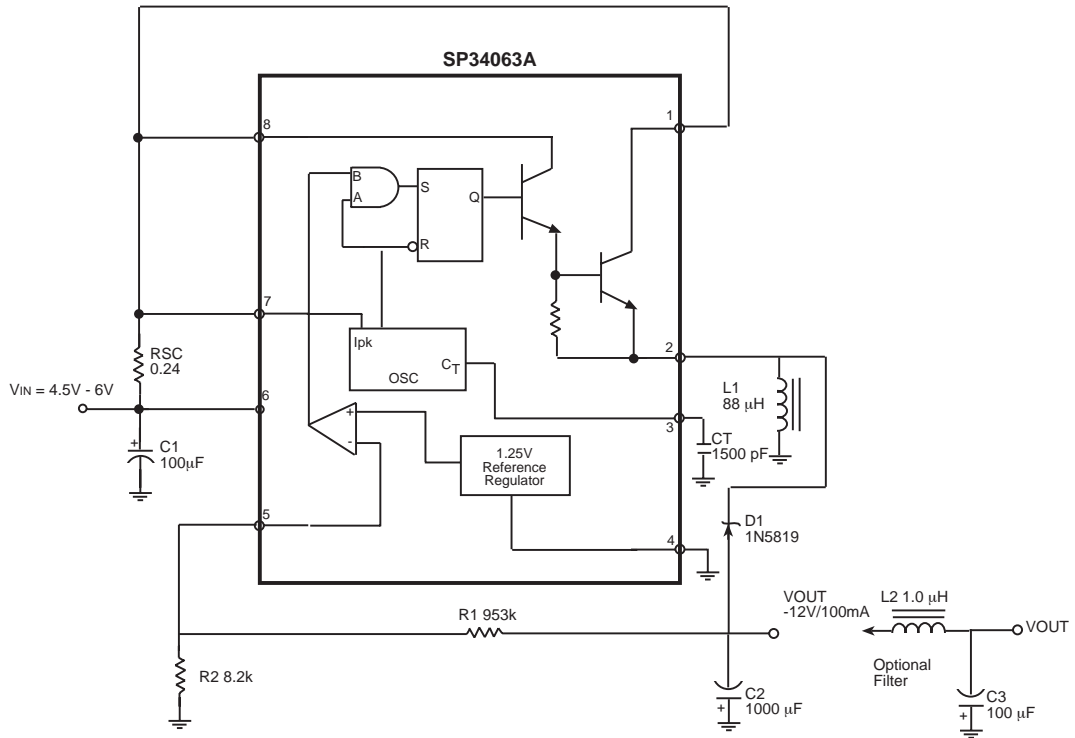 SP34063A
8
1
B
A
S
Q
R
7
Ipk
CT
OSC
2
RSC
0.24
VIN = 4.5V - 6V
6
L1
88 μH
3
CT
1500 pF
+
-
1.25V
Reference
Regulator
+
C1
100μF
5
4
D1
1N5819
R1 953k
VOUT
-12V/100mA
L2 1.0 μH
VOUT
R2 8.2k
Optional
Filter
C2
+ 1000 μF
C3
+ 100 μF